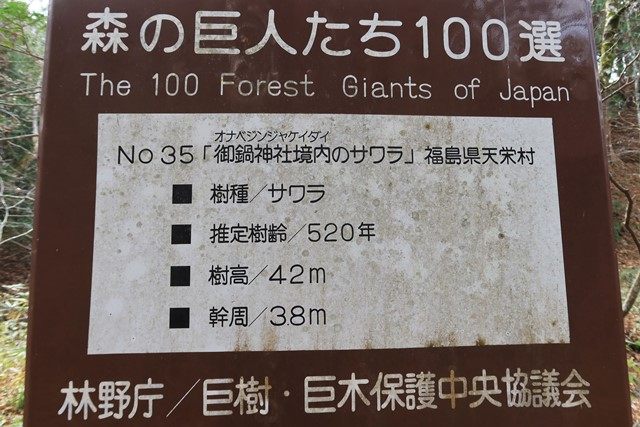 森の巨人たち100選
The 100 Forest Giants of Japan
オナベジンジャケイダイ
No35「御鍋神社境内のサワラ」福島県天栄村
■ 樹種／サワラ
■ 推定樹齢／520年
■ 樹高／42m
■ 幹周／3.8m
林野庁／巨樹・巨木保護中央協議会